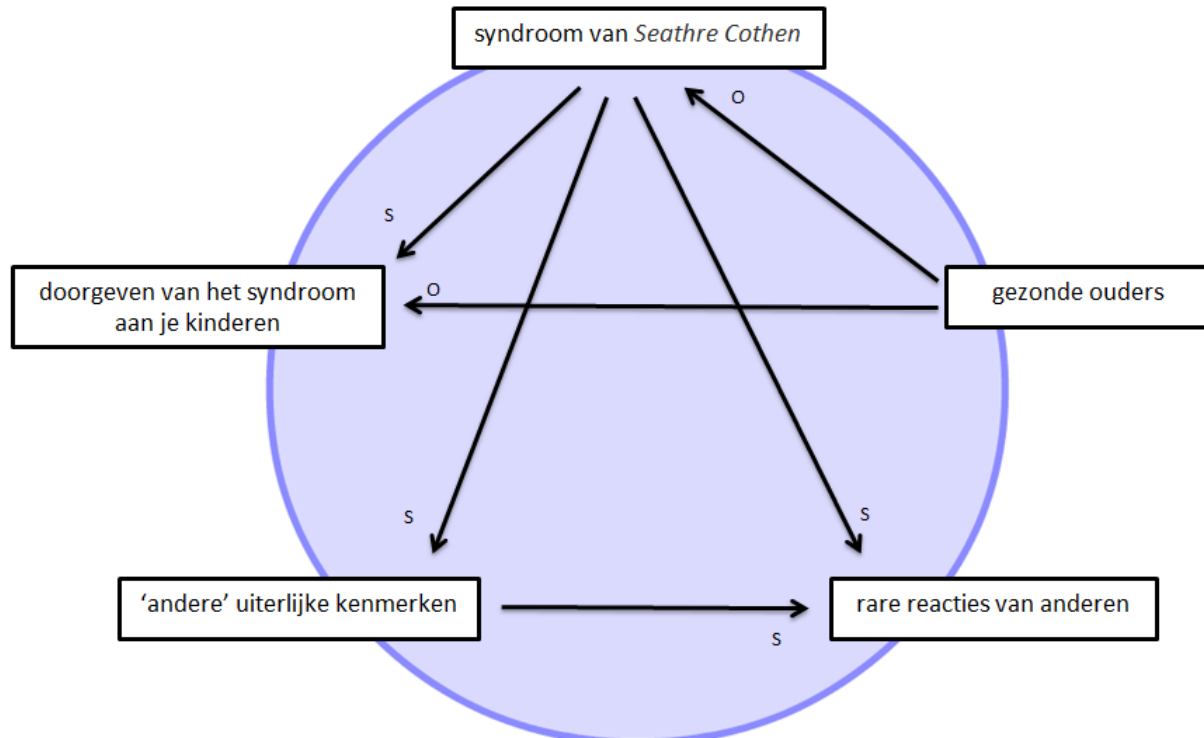 syndroom van Seathre Cothen
O
S
doorgeven van het syndroom
aan je kinderen
O
gezonde ouders
S
S
‘andere’ uiterlijke kenmerken
S
rare reacties van anderen